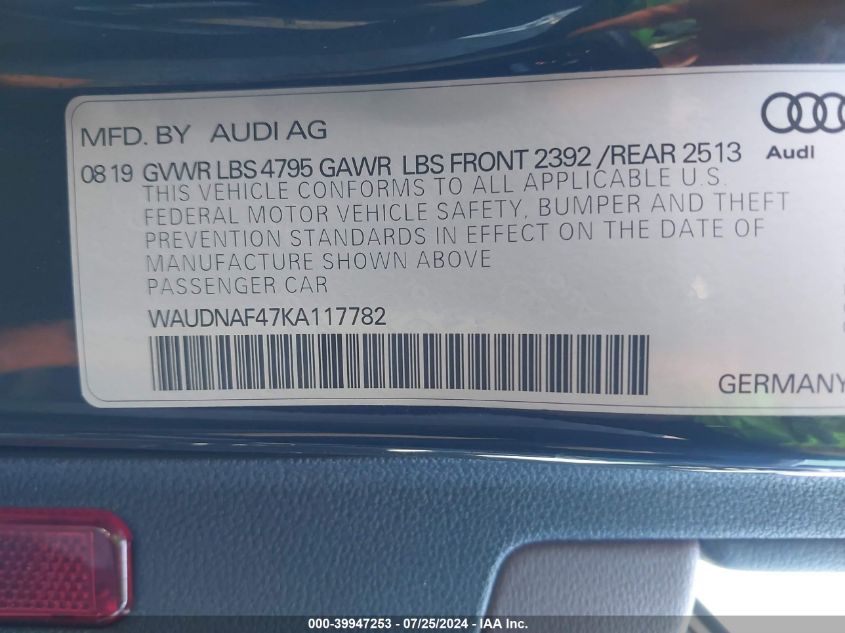 MFD. BY AUDI AG
Audi
08 19 GVWR LBS 4795 GAWR LBS FRONT 2392 /REAR 2513
THIS VEHICLE CONFORMS TO ALL APPLICABLE U.S.
FEDERAL MOTOR VEHICLE SAFETY, BUMPER AND THEFT
PREVENTION STANDARDS IN EFFECT ON THE DATE OF
MANUFACTURE SHOWN ABOVE
PASSENGER CAR
WAUDNAF47KA117782
GERMANY
000-39947253 - 07/25/2024 - IAA Inc.